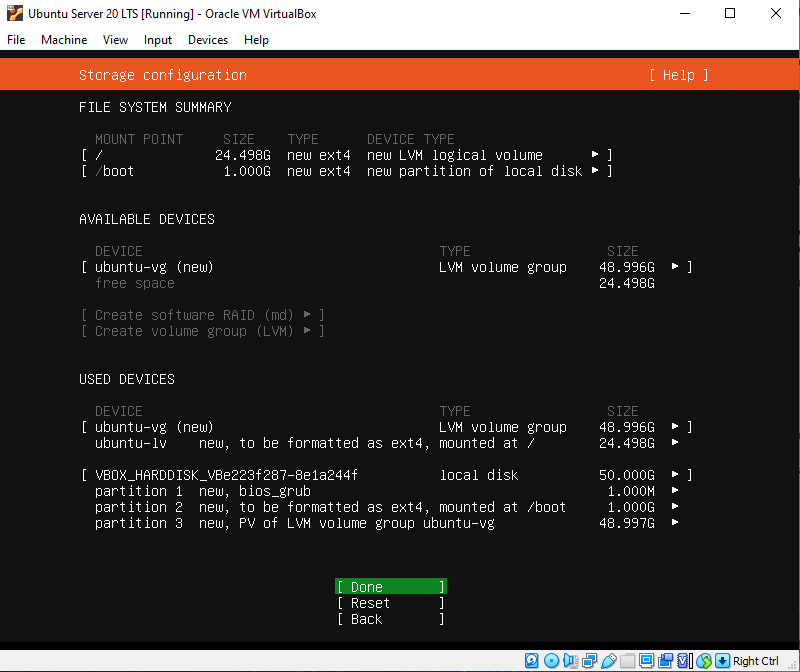 Ubuntu Server 20 LTS [Running] - Oracle VM VirtualBox
File Machine View Input Devices Help
Storage configuration [ Help ]
FILE SYSTEM SUMMARY
MOUNT POINT SIZE TYPE DEVICE TYPE
[ / 24.498G new ext4 new LVM logical volume ▸ ]
[ /boot 1.000G new ext4 new partition of local disk ▸ ]
AVAILABLE DEVICES
DEVICE TYPE SIZE
[ ubuntu-vg (new) LVM volume group 48.996G ▸ ]
free space 24.498G
[ Create software RAID (md) ▸ ]
[ Create volume group (LVM) ▸ ]
USED DEVICES
DEVICE TYPE SIZE
[ ubuntu-vg (new) LVM volume group 48.996G ▸ ]
ubuntu-lv new, to be formatted as ext4, mounted at / 24.498G ▸
[ VBOX_HARDDISK_VBe223f287-8e1a244f local disk 50.000G ▸ ]
partition 1 new, bios_grub 1.000M ▸
partition 2 new, to be formatted as ext4, mounted at /boot 1.000G ▸
partition 3 new, PV of LVM volume group ubuntu-vg 48.997G ▸
[ Done ]
[ Reset ]
[ Back ]
Right Ctrl